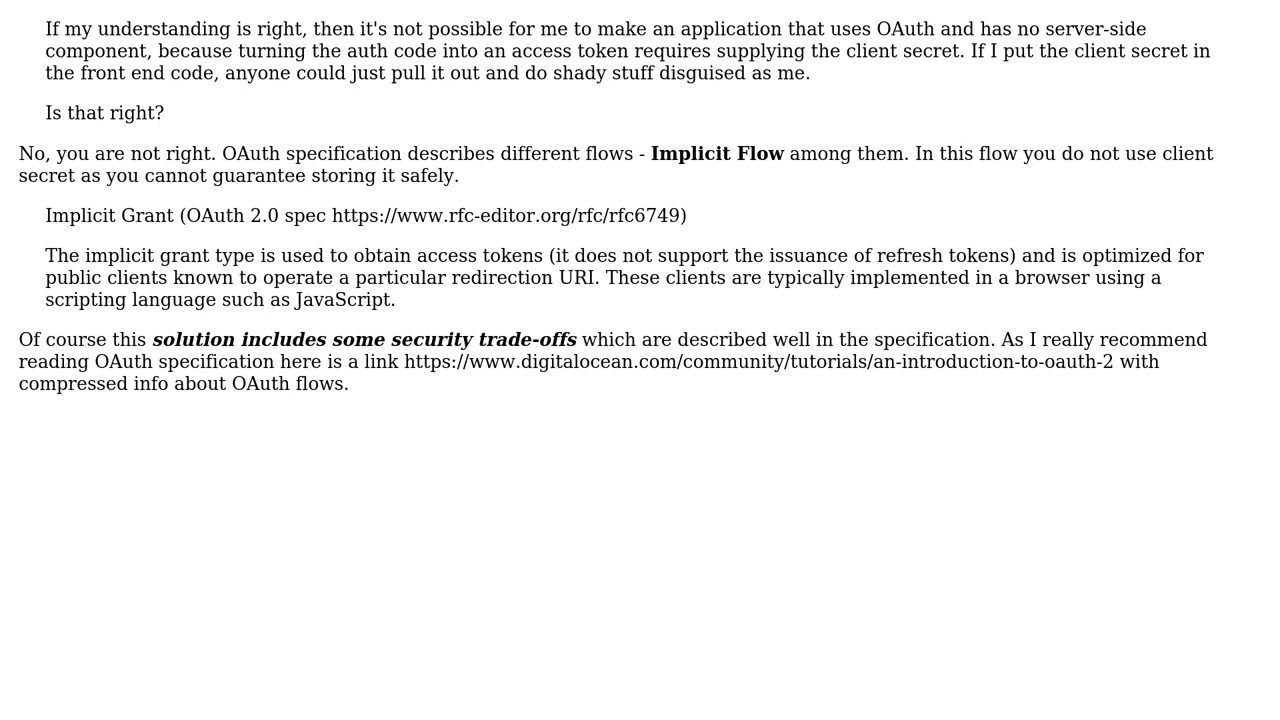 If my understanding is right, then it's not possible for me to make an application that uses OAuth and has no server-side
component, because turning the auth code into an access token requires supplying the client secret. If I put the client secret in
the front end code, anyone could just pull it out and do shady stuff disguised as me.
Is that right?
No, you are not right. OAuth specification describes different flows - Implicit Flow among them. In this flow you do not use client
secret as you cannot guarantee storing it safely.
Implicit Grant (OAuth 2.0 spec https://www.rfc-editor.org/rfc/rfc6749)
The implicit grant type is used to obtain access tokens (it does not support the issuance of refresh tokens) and is optimized for
public clients known to operate a particular redirection URI. These clients are typically implemented in a browser using a
scripting language such as JavaScript.
Of course this solution includes some security trade-offs which are described well in the specification. As I really recommend
reading OAuth specification here is a link https://www.digitalocean.com/community/tutorials/an-introduction-to-oauth-2 with
compressed info about OAuth flows.